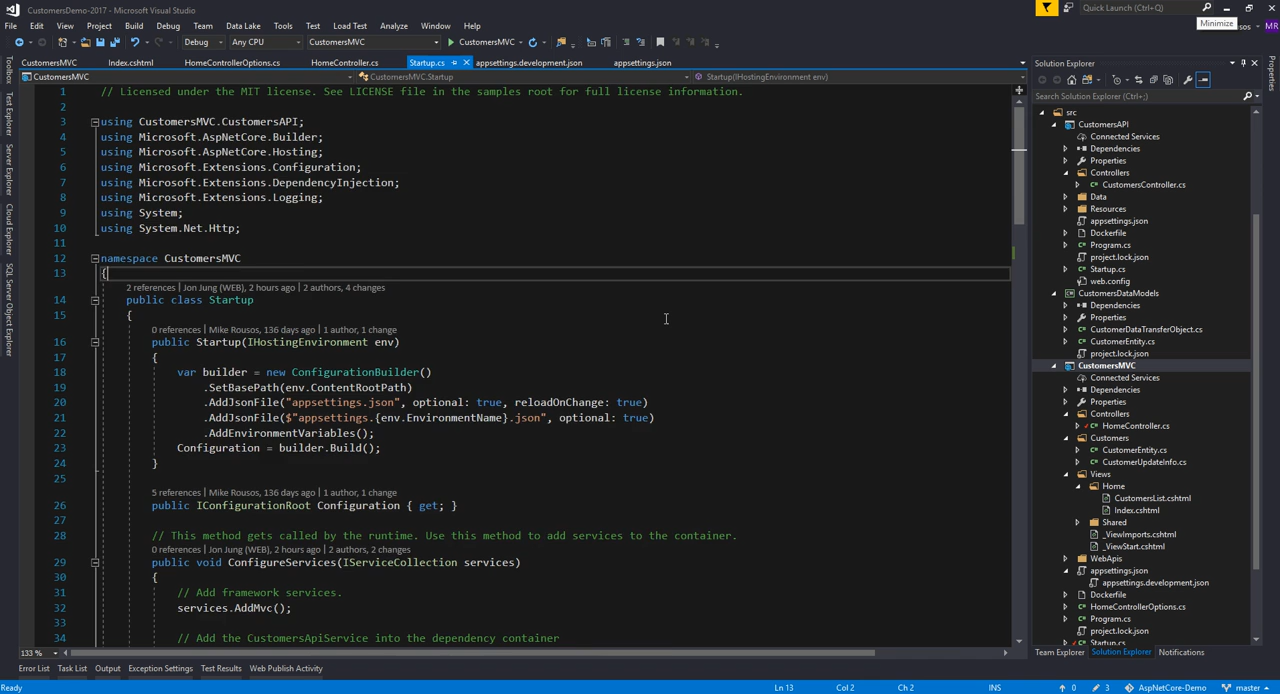 CustomersDemo-2017 - Microsoft Visual Studio
Quick Launch (Ctrl+Q)
Minimize
MR
File Edit View Project Build Debug Team Data Lake Tools Test Load Test Analyze Window Help
Debug Any CPU CustomersMVC CustomersMVC
CustomersMVC Index.cshtml HomeControllerOptions.cs HomeController.cs Startup.cs appsettings.development.json appsettings.json
CustomersMVC CustomersMVC.Startup Startup(IHostingEnvironment env)
Toolbox
Test Explorer
Server Explorer
Cloud Explorer
SQL Server Object Explorer
1 // Licensed under the MIT license. See LICENSE file in the samples root for full license information.
2
3 using CustomersMVC.CustomersAPI;
4 using Microsoft.AspNetCore.Builder;
5 using Microsoft.AspNetCore.Hosting;
6 using Microsoft.Extensions.Configuration;
7 using Microsoft.Extensions.DependencyInjection;
8 using Microsoft.Extensions.Logging;
9 using System;
10 using System.Net.Http;
11
12 namespace CustomersMVC
13 {
2 references | Jon Jung (WEB), 2 hours ago | 2 authors, 4 changes
14 public class Startup
15 {
0 references | Mike Rousos, 136 days ago | 1 author, 1 change
16 public Startup(IHostingEnvironment env)
17 {
18 var builder = new ConfigurationBuilder()
19 .SetBasePath(env.ContentRootPath)
20 .AddJsonFile("appsettings.json", optional: true, reloadOnChange: true)
21 .AddJsonFile($"appsettings.{env.EnvironmentName}.json", optional: true)
22 .AddEnvironmentVariables();
23 Configuration = builder.Build();
24 }
25
5 references | Mike Rousos, 136 days ago | 1 author, 1 change
26 public IConfigurationRoot Configuration { get; }
27
28 // This method gets called by the runtime. Use this method to add services to the container.
0 references | Jon Jung (WEB), 2 hours ago | 2 authors, 2 changes
29 public void ConfigureServices(IServiceCollection services)
30 {
31 // Add framework services.
32 services.AddMvc();
33
34 // Add the CustomersApiService into the dependency container
133 %
Solution Explorer
Search Solution Explorer (Ctrl+;)
src
CustomersAPI
Connected Services
Dependencies
Properties
Controllers
CustomersController.cs
Data
Resources
appsettings.json
Dockerfile
Program.cs
project.lock.json
Startup.cs
web.config
CustomersDataModels
Dependencies
Properties
CustomerDataTransferObject.cs
CustomerEntity.cs
project.lock.json
CustomersMVC
Connected Services
Dependencies
Properties
Controllers
HomeController.cs
Customers
CustomerEntity.cs
CustomerUpdateInfo.cs
Views
Home
CustomersList.cshtml
Index.cshtml
Shared
_ViewImports.cshtml
_ViewStart.cshtml
WebApis
appsettings.json
appsettings.development.json
Dockerfile
HomeControllerOptions.cs
Program.cs
project.lock.json
Startup.cs
Team Explorer Solution Explorer Notifications
Properties
Error List Task List Output Exception Settings Test Results Web Publish Activity
Ready Ln 13 Col 2 Ch 2 INS 0 3 AspNetCore-Demo master